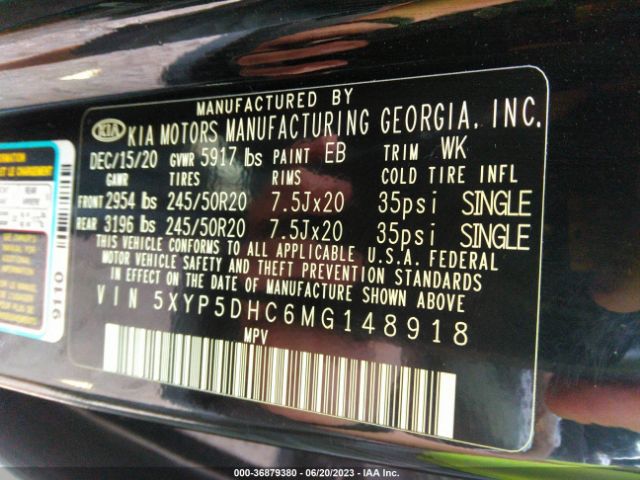 MANUFACTURED BY
KIA KIA MOTORS MANUFACTURING GEORGIA, INC.
DEC/15/20 GVWR 5917 lbs PAINT EB TRIM WK
GAWR TIRES RIMS COLD TIRE INFL
FRONT 2954 lbs 245/50R20 7.5Jx20 35psi SINGLE
REAR 3196 lbs 245/50R20 7.5Jx20 35psi SINGLE
THIS VEHICLE CONFORMS TO ALL APPLICABLE U.S.A. FEDERAL
MOTOR VEHICLE SAFETY AND THEFT PREVENTION STANDARDS
IN EFFECT ON THE DATE OF MANUFACTURE SHOWN ABOVE
VIN 5XYP5DHC6MG148918
MPV
9110
000-36879380 - 06/20/2023 - IAA Inc.